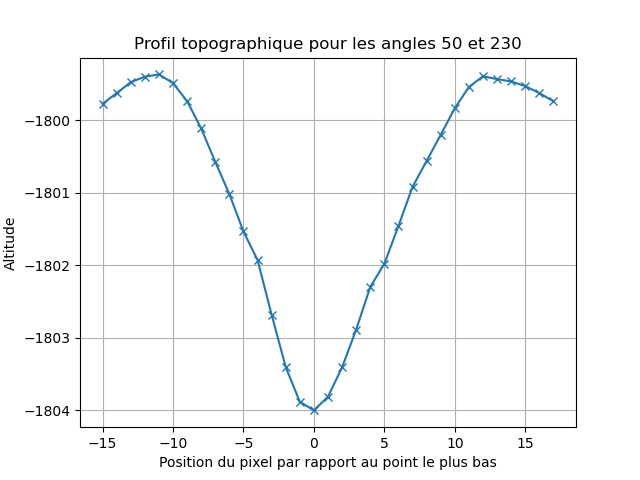 Profil topographique pour les angles 50 et 230
Altitude
−1800
−1801
−1802
−1803
−1804
−15 −10 −5 0 5 10 15
Position du pixel par rapport au point le plus bas